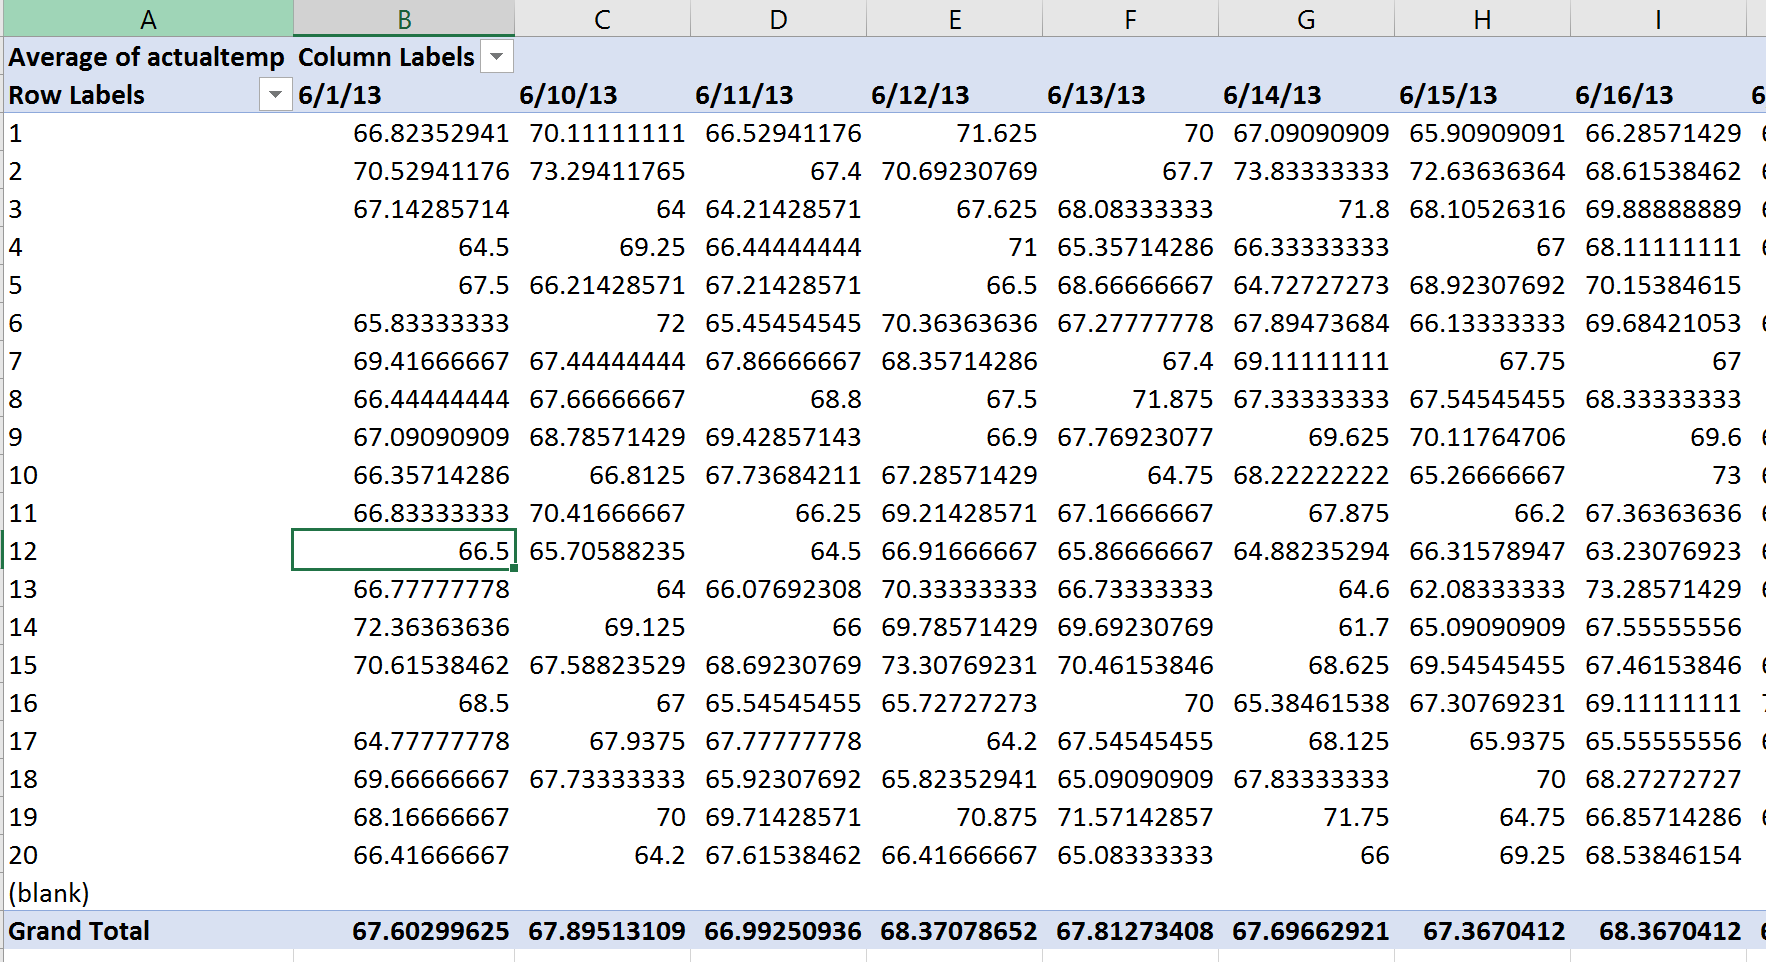 A B C D E F G H I
Average of actualtemp Column Labels
Row Labels 6/1/13 6/10/13 6/11/13 6/12/13 6/13/13 6/14/13 6/15/13 6/16/13
1 66.82352941 70.11111111 66.52941176 71.625 70 67.09090909 65.90909091 66.28571429
2 70.52941176 73.29411765 67.4 70.69230769 67.7 73.83333333 72.63636364 68.61538462
3 67.14285714 64 64.21428571 67.625 68.08333333 71.8 68.10526316 69.88888889
4 64.5 69.25 66.44444444 71 65.35714286 66.33333333 67 68.11111111
5 67.5 66.21428571 67.21428571 66.5 68.66666667 64.72727273 68.92307692 70.15384615
6 65.83333333 72 65.45454545 70.36363636 67.27777778 67.89473684 66.13333333 69.68421053
7 69.41666667 67.44444444 67.86666667 68.35714286 67.4 69.11111111 67.75 67
8 66.44444444 67.66666667 68.8 67.5 71.875 67.33333333 67.54545455 68.33333333
9 67.09090909 68.78571429 69.42857143 66.9 67.76923077 69.625 70.11764706 69.6
10 66.35714286 66.8125 67.73684211 67.28571429 64.75 68.22222222 65.26666667 73
11 66.83333333 70.41666667 66.25 69.21428571 67.16666667 67.875 66.2 67.36363636
12 66.5 65.70588235 64.5 66.91666667 65.86666667 64.88235294 66.31578947 63.23076923
13 66.77777778 64 66.07692308 70.33333333 66.73333333 64.6 62.08333333 73.28571429
14 72.36363636 69.125 66 69.78571429 69.69230769 61.7 65.09090909 67.55555556
15 70.61538462 67.58823529 68.69230769 73.30769231 70.46153846 68.625 69.54545455 67.46153846
16 68.5 67 65.54545455 65.72727273 70 65.38461538 67.30769231 69.11111111
17 64.77777778 67.9375 67.77777778 64.2 67.54545455 68.125 65.9375 65.55555556
18 69.66666667 67.73333333 65.92307692 65.82352941 65.09090909 67.83333333 70 68.27272727
19 68.16666667 70 69.71428571 70.875 71.57142857 71.75 64.75 66.85714286
20 66.41666667 64.2 67.61538462 66.41666667 65.08333333 66 69.25 68.53846154
(blank)
Grand Total 67.60299625 67.89513109 66.99250936 68.37078652 67.81273408 67.69662921 67.3670412 68.3670412